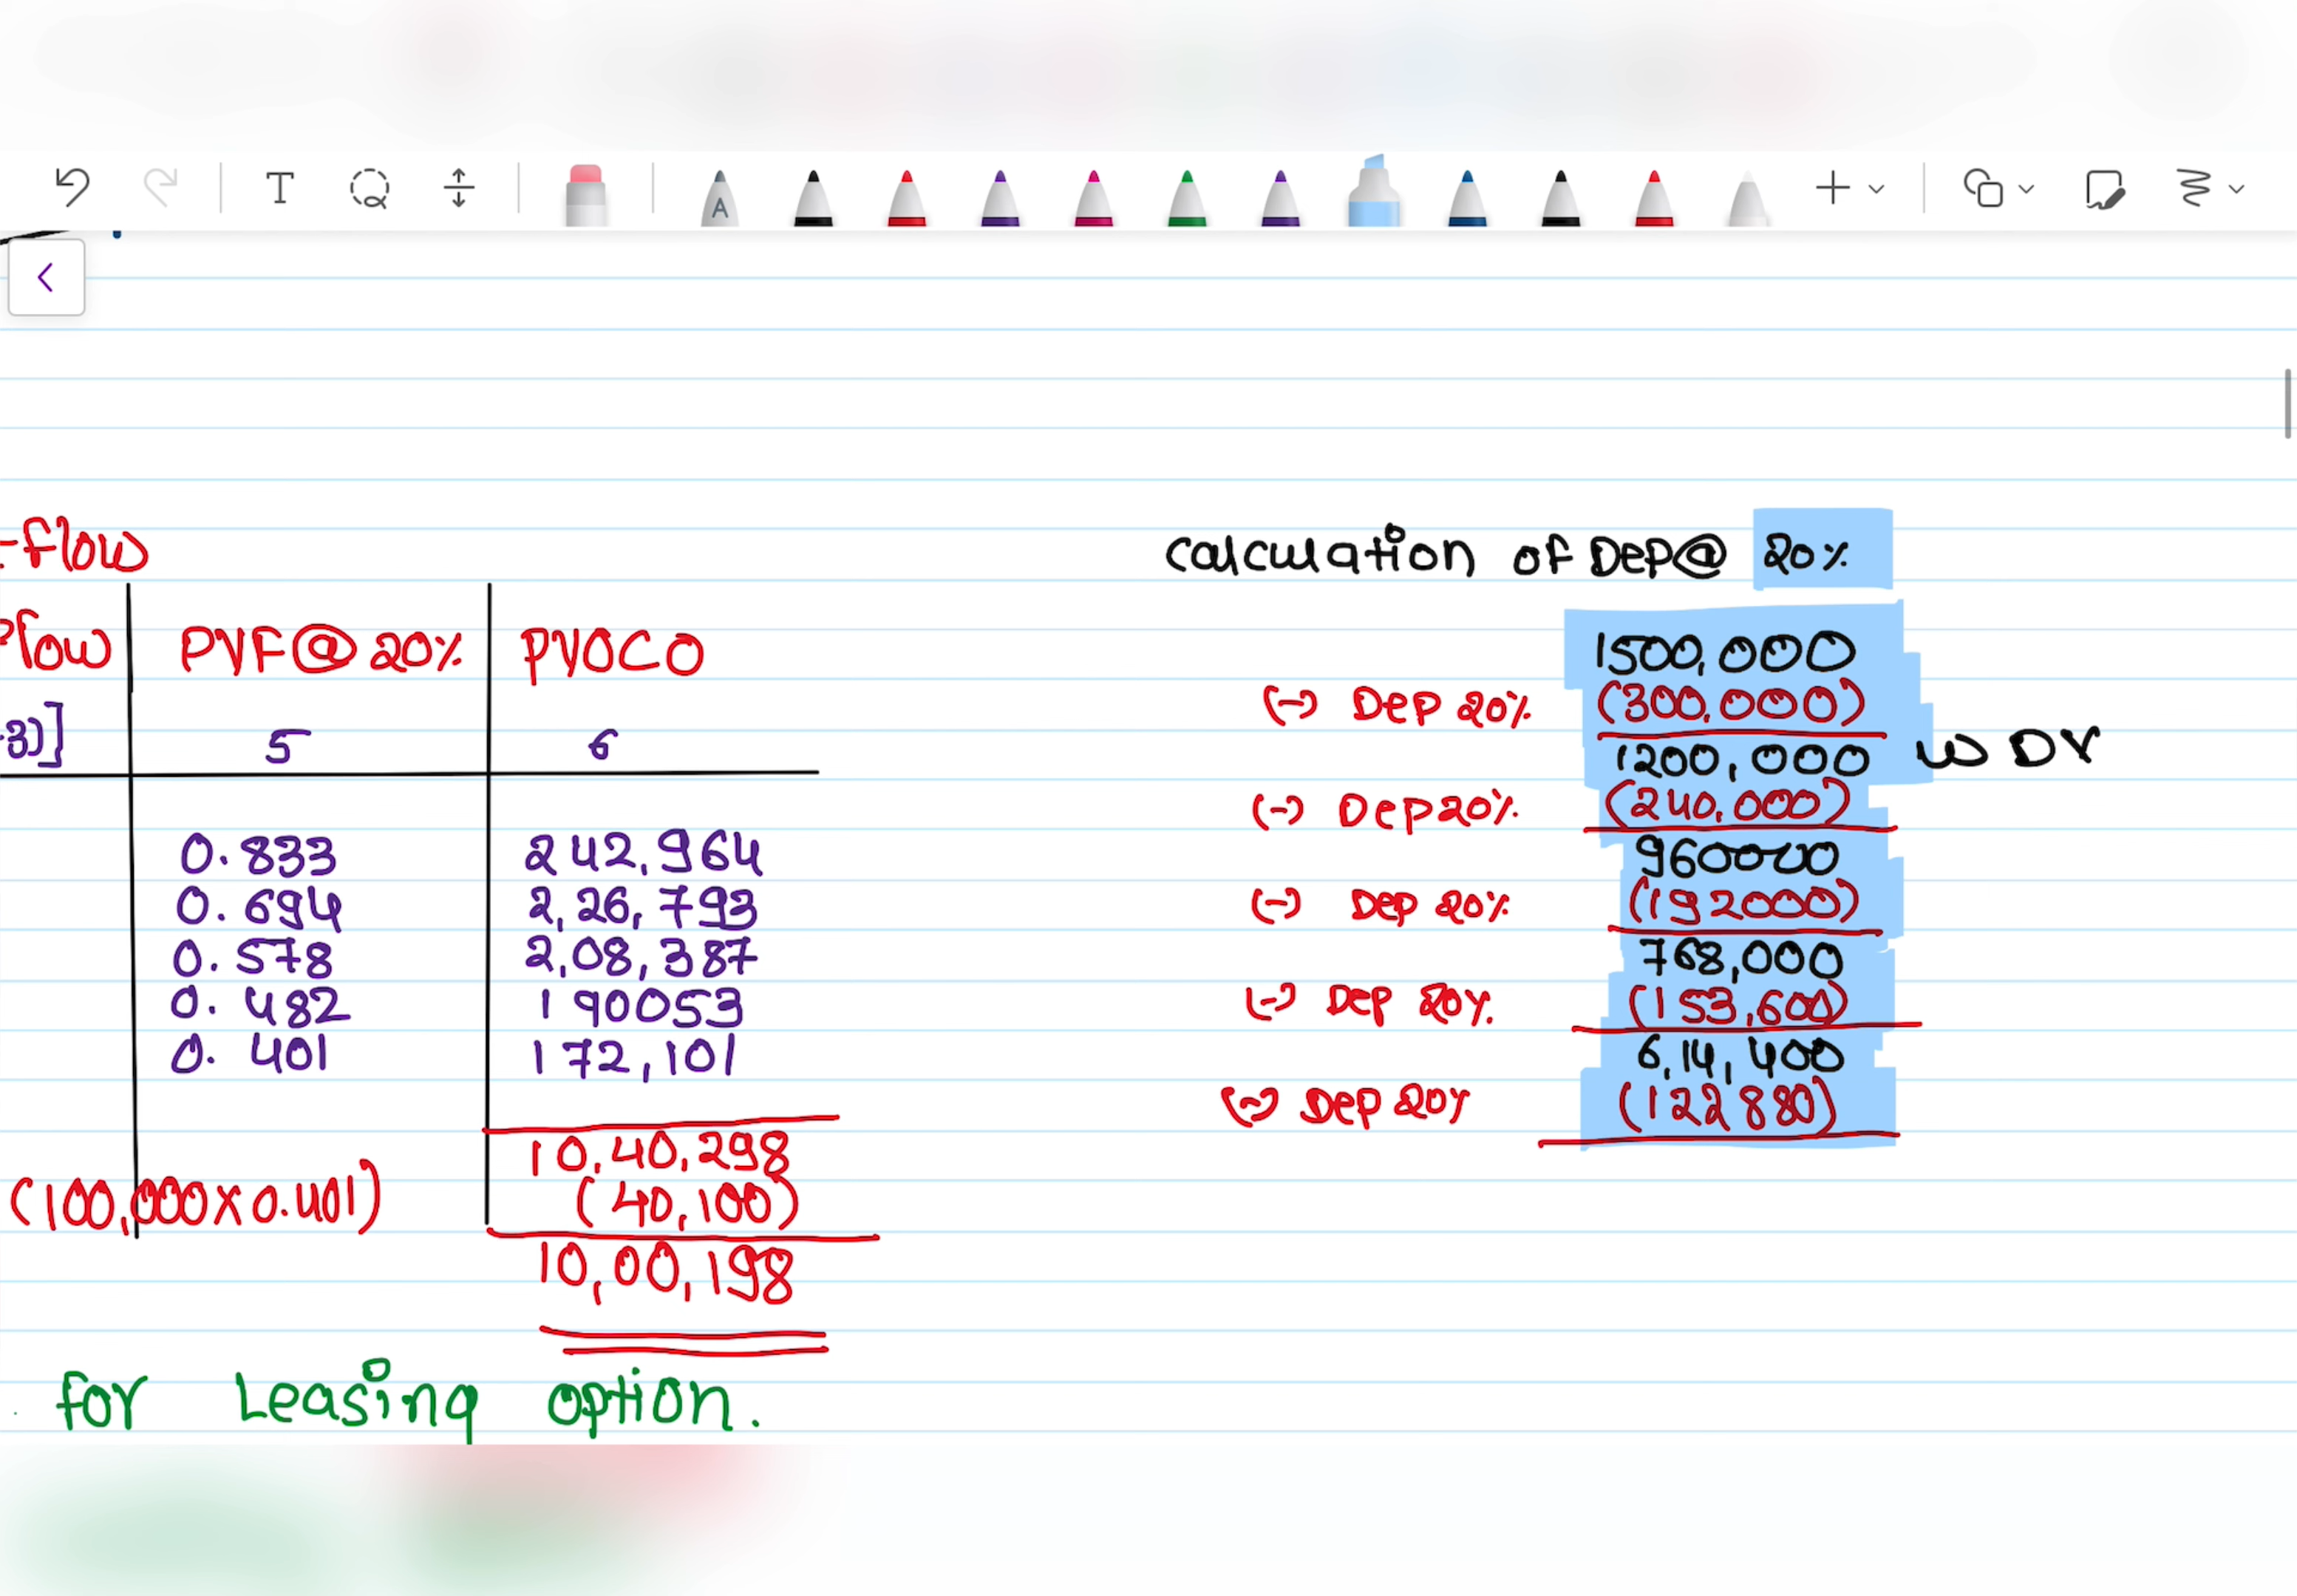 A
-flow
calculation of Dep@ 20%
flow PVF@ 20% PVOCO
1500,000
(-) Dep 20% (300,000)
3)] 5 6
1200,000 WDV
(-) Dep 20% (240,000)
0.833 242,964
960000
0.694 2,26,793
(-) Dep 20% (192000)
0.578 2,08,387
768,000
0.482 190053
(-) Dep 20% (153,600)
0.401 172,101
6,14,400
(-) Dep 20% (122880)
10,40,298
(100,000x0.401) (40,100)
10,00,198
for Leasing option.